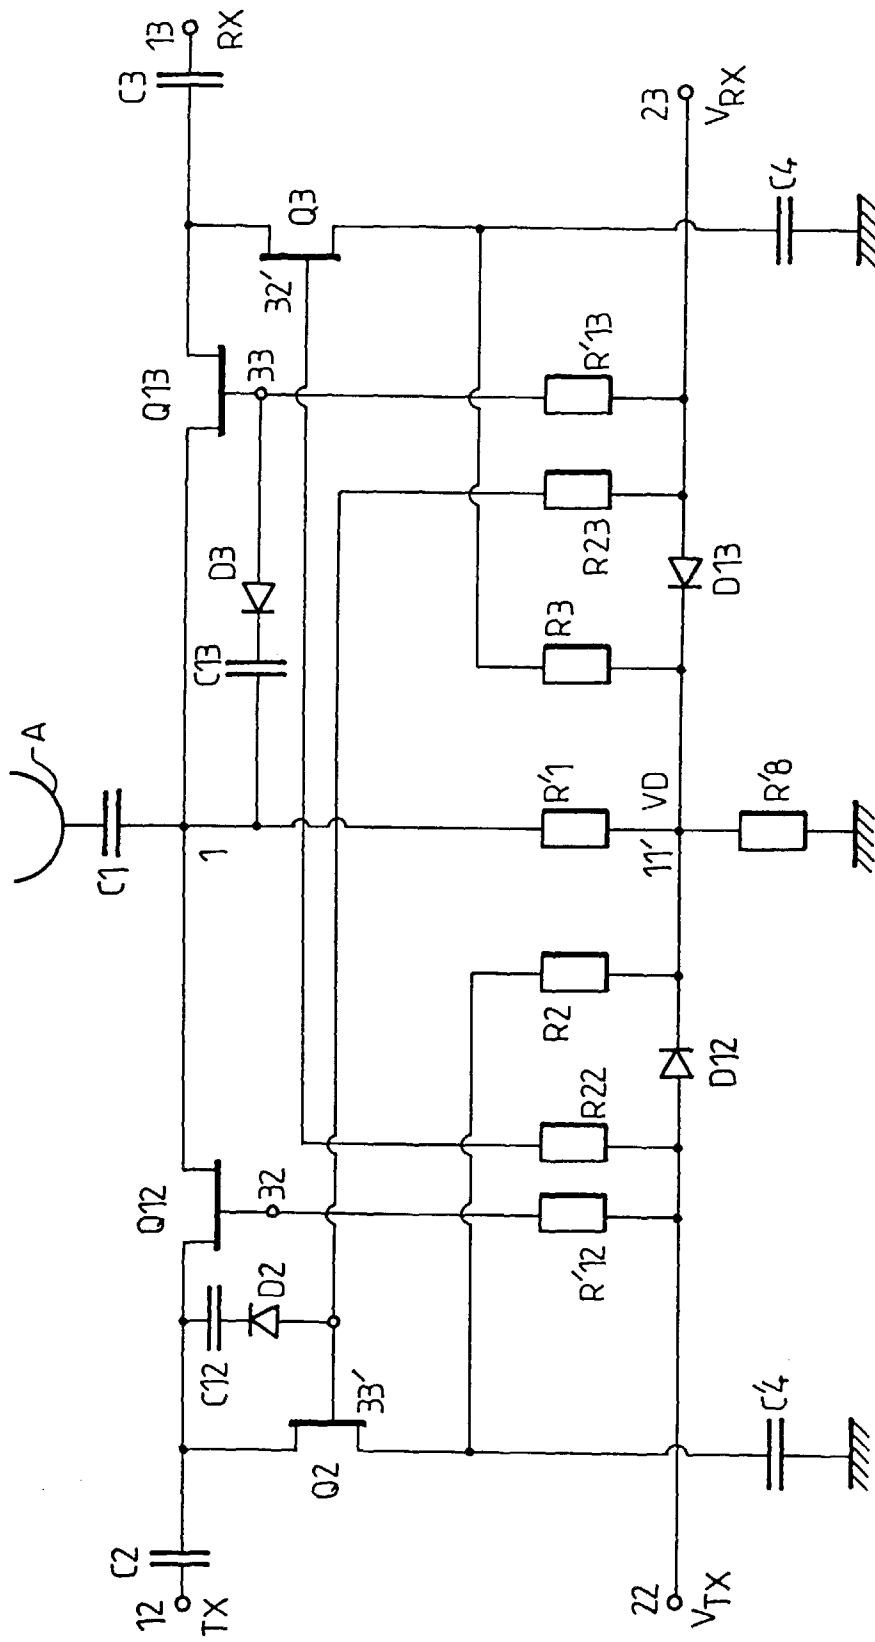 A
C1
C2
12
TX
Q12
1
Q13
C3
13
RX
C12
D2
32
C13
D3
33
32'
Q3
Q2
33'
R'12
R22
R2
R'1
R3
R23
R'13
22
VTX
D12
11'
VD
D13
23
VRX
C'4
R'8
C4